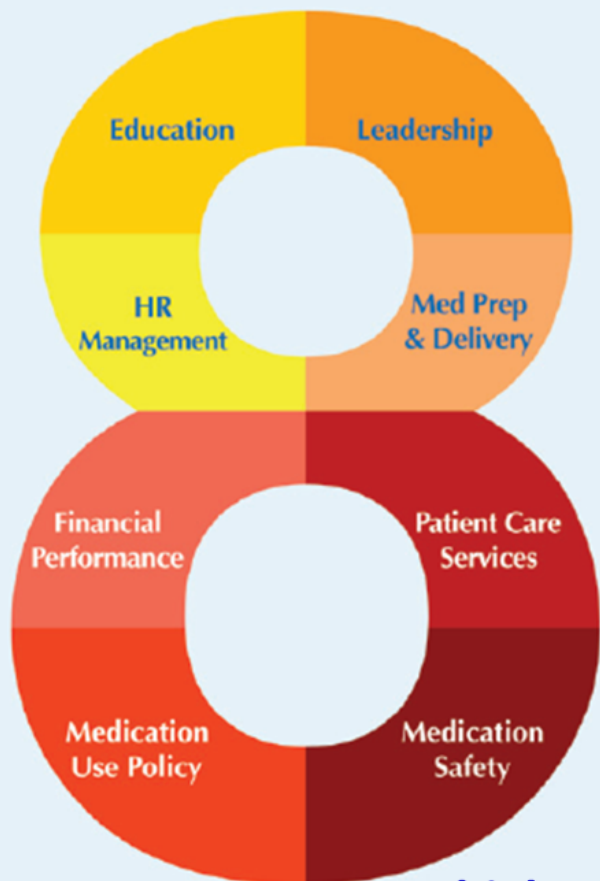 Education
Leadership
HR
Management
Med Prep
& Delivery
Financial
Performance
Patient Care
Services
Medication
Use Policy
Medication
Safety